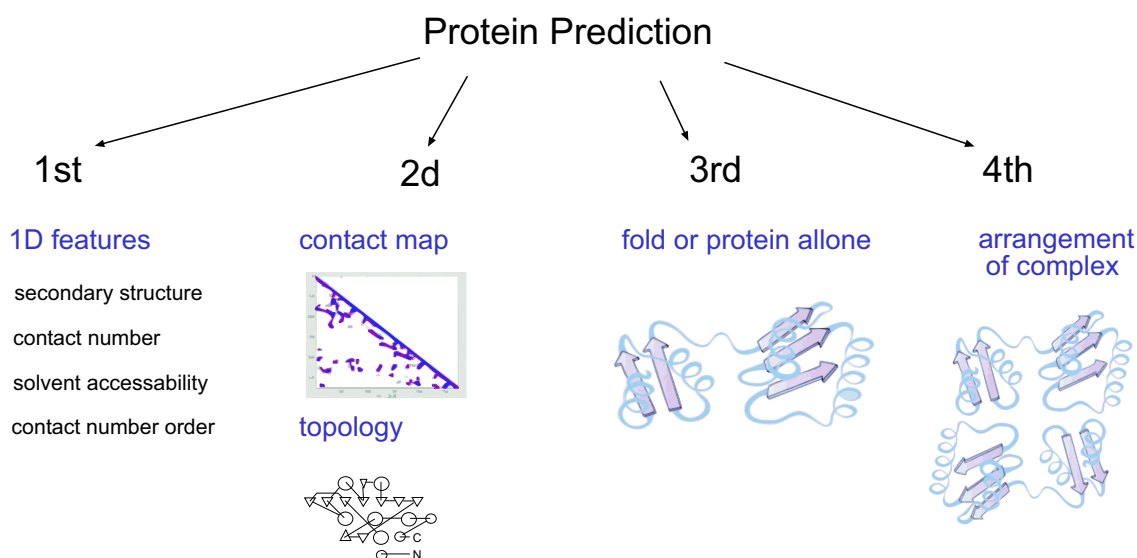 Protein Prediction
1st
2d
3rd
4th
1D features
secondary structure
contact number
solvent accessability
contact number order
contact map
topology
C
N
fold or protein allone
arrangement
of complex